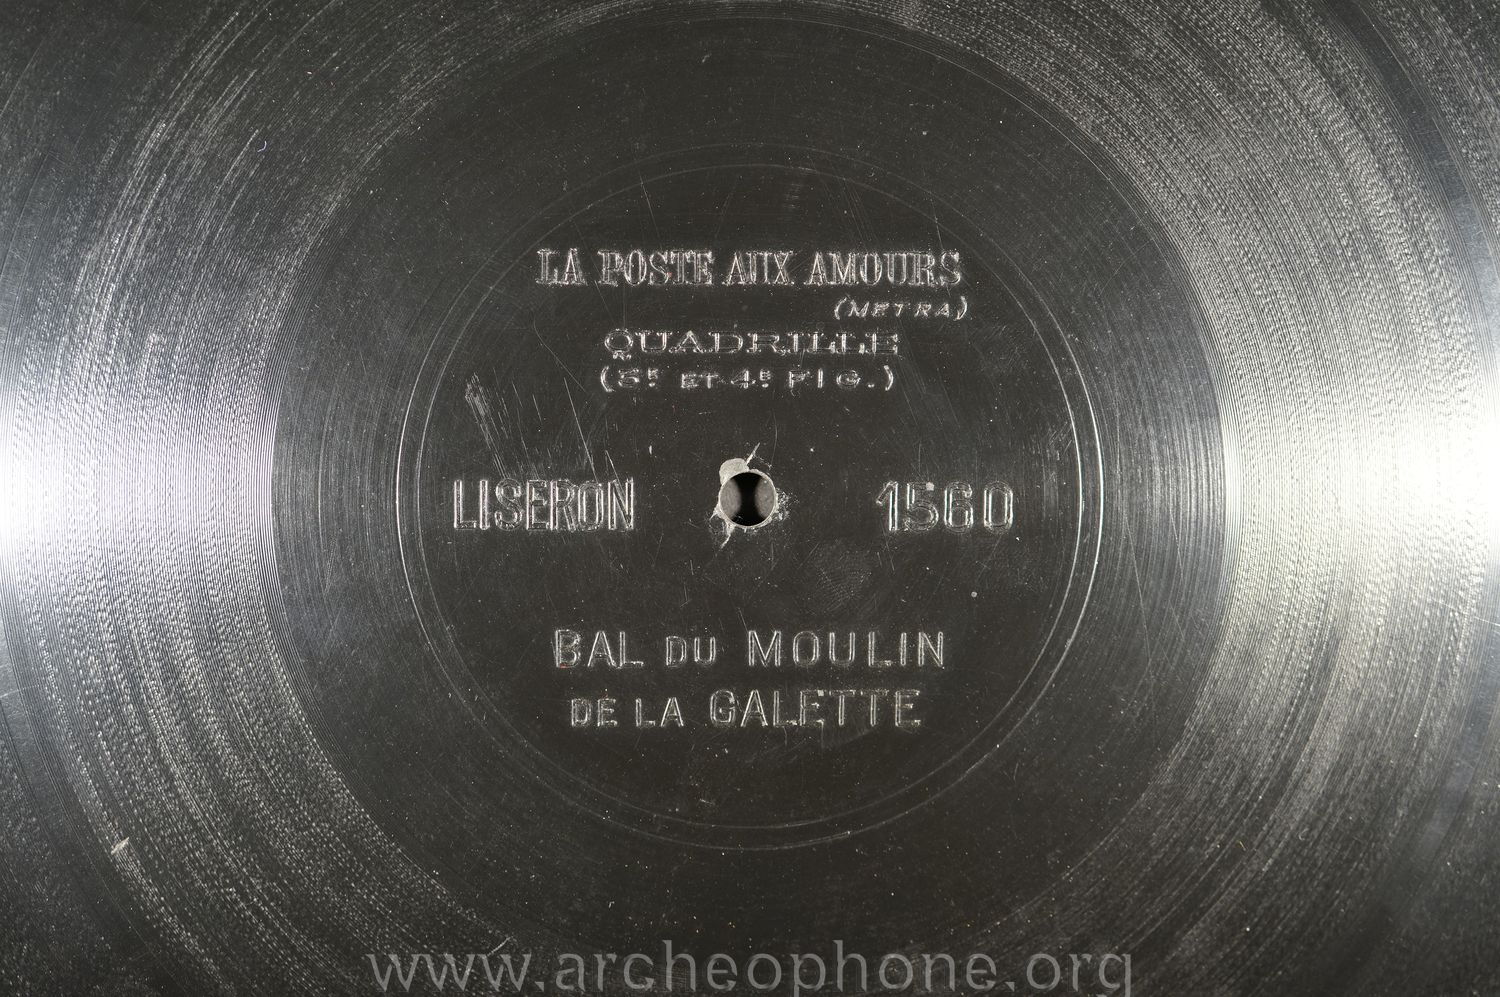 LA POSTE AUX AMOURS
(METRA)
QUADRILLE
(3E ET 4E FIG.)
LISERON 1560
BAL DU MOULIN
DE LA GALETTE
www.archeophone.org